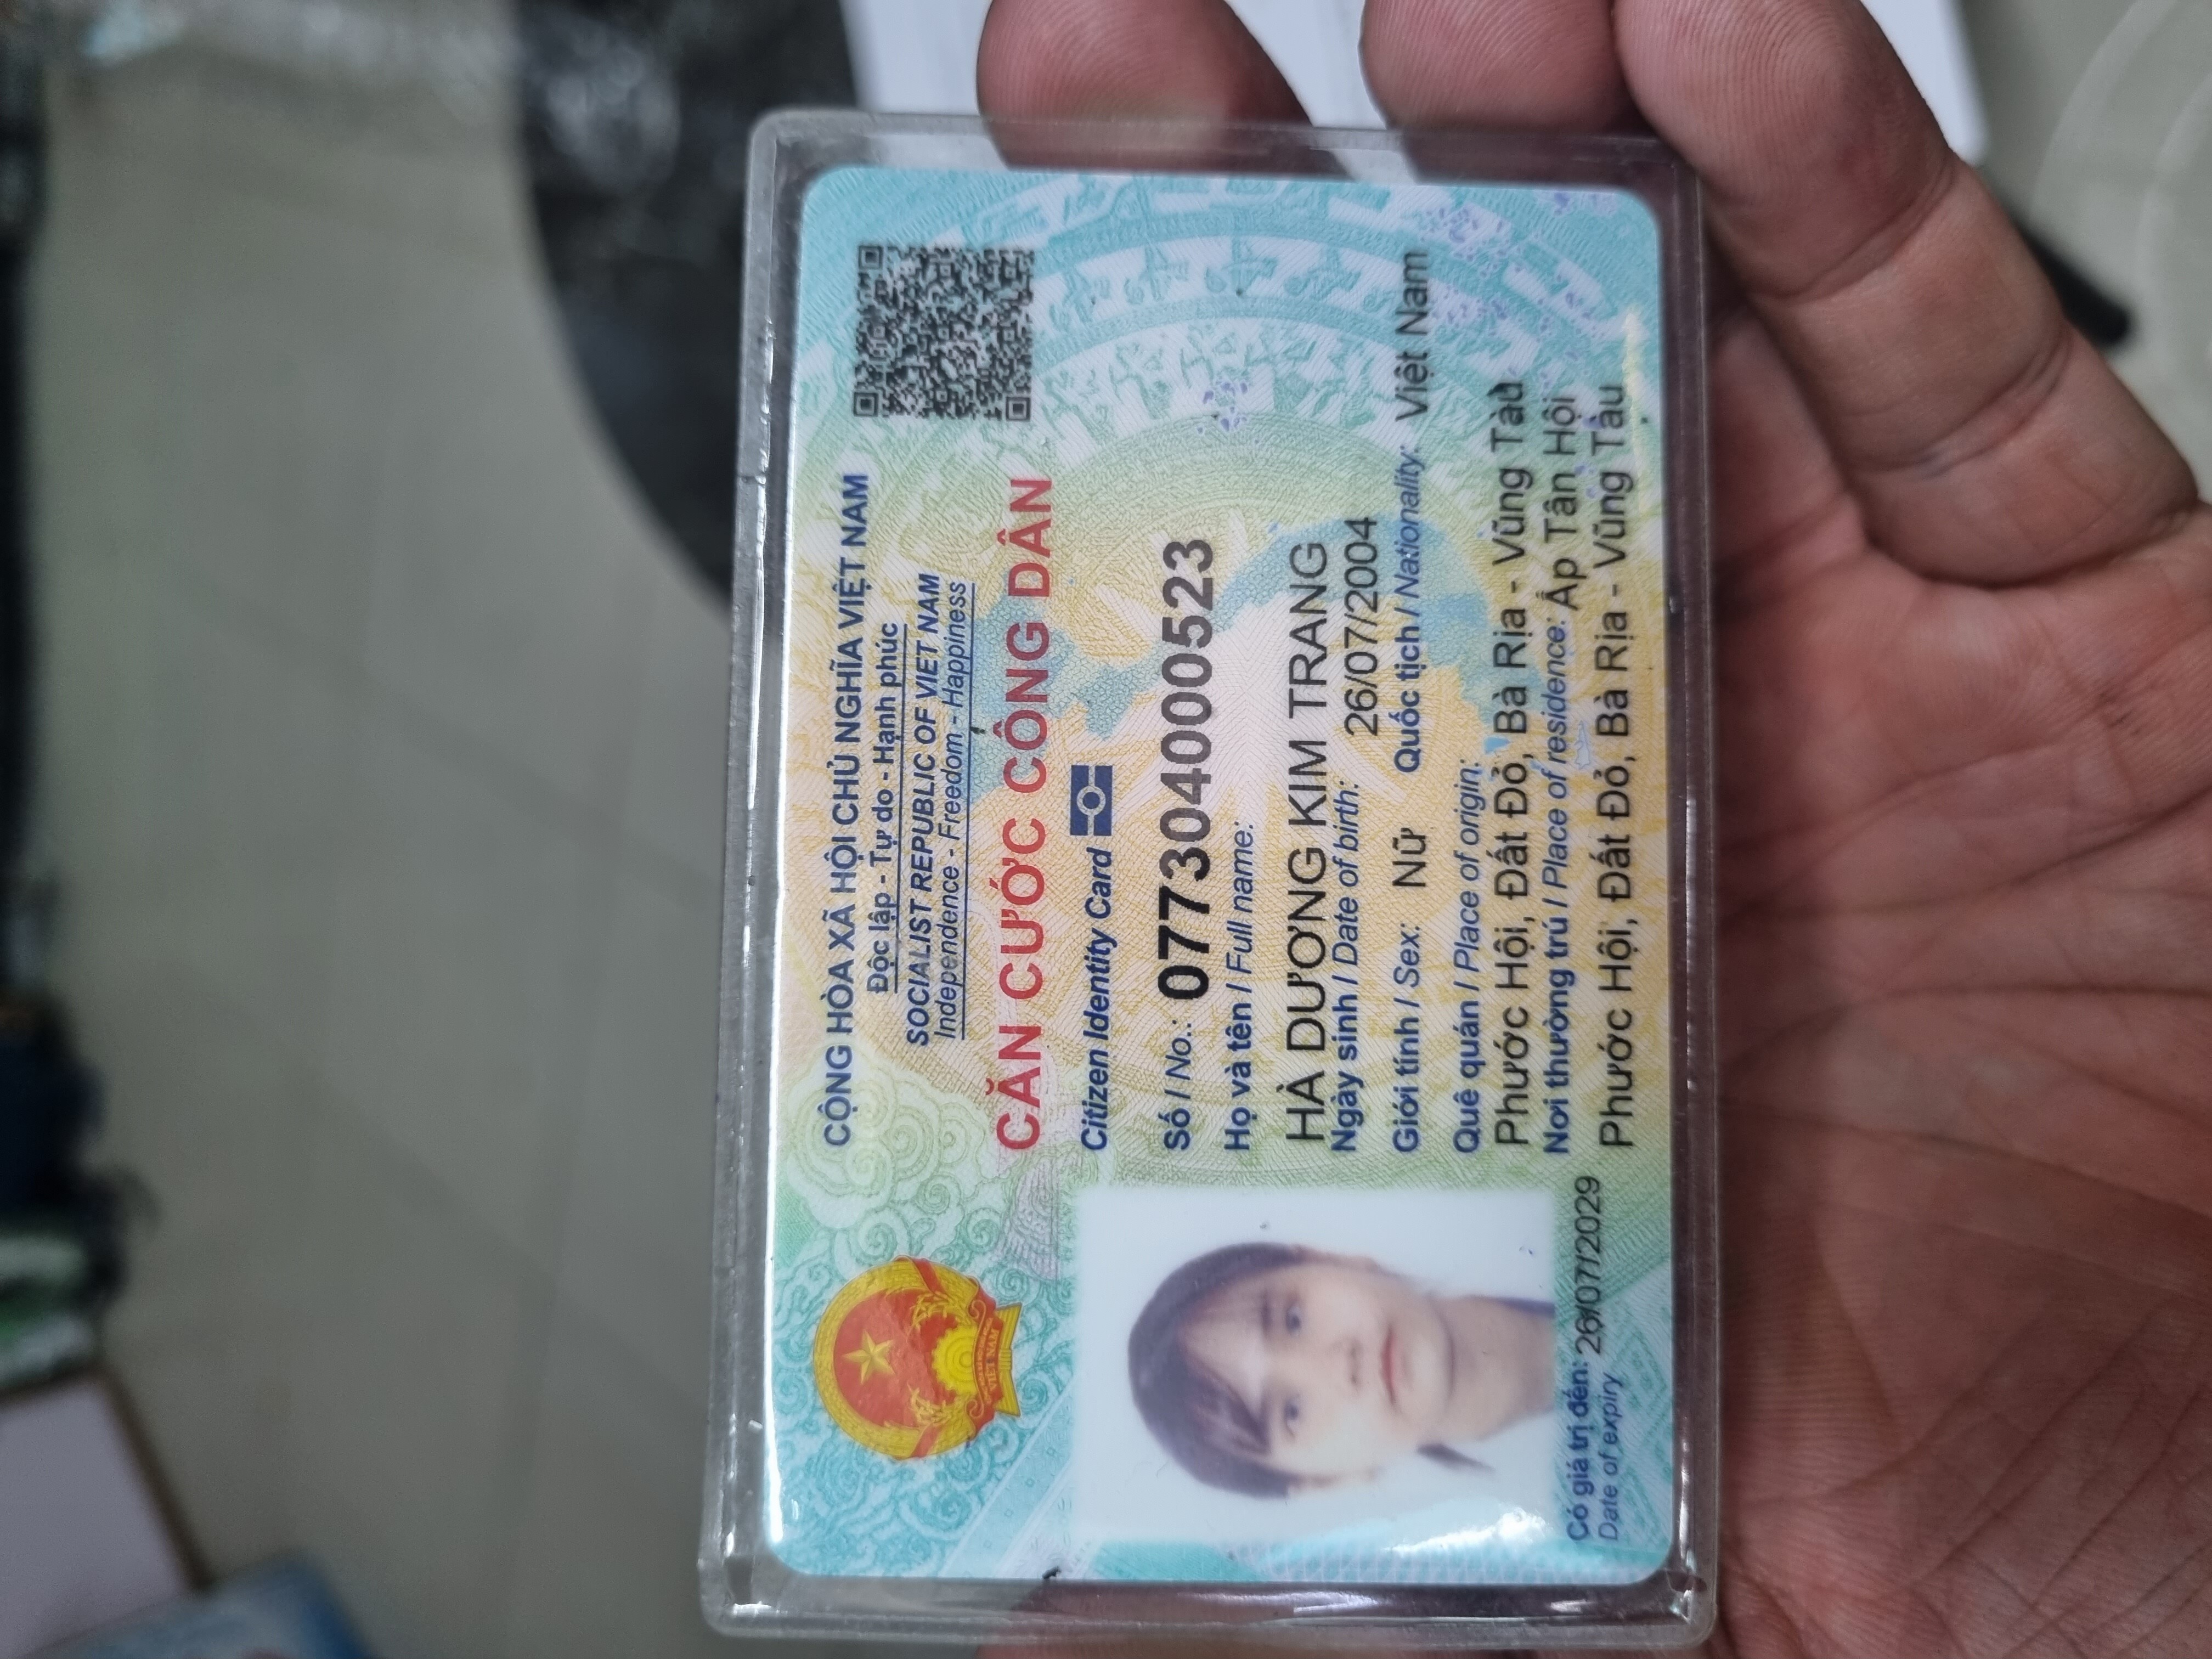 CỘNG HÒA XÃ HỘI CHỦ NGHĨA VIỆT NAM
Độc lập - Tự do - Hạnh phúc
SOCIALIST REPUBLIC OF VIET NAM
Independence - Freedom - Happiness
CĂN CƯỚC CÔNG DÂN
Citizen Identity Card
Số / No.: 077304000523
Họ và tên / Full name:
HÀ DƯƠNG KIM TRANG
Ngày sinh / Date of birth: 26/07/2004
Giới tính / Sex: Nữ Quốc tịch / Nationality: Việt Nam
Quê quán / Place of origin:
Phước Hội, Đất Đỏ, Bà Rịa - Vũng Tàu
Nơi thường trú / Place of residence: Ấp Tân Hội
Phước Hội, Đất Đỏ, Bà Rịa - Vũng Tàu
Có giá trị đến: 26/07/2029
Date of expiry
VIỆT NAM